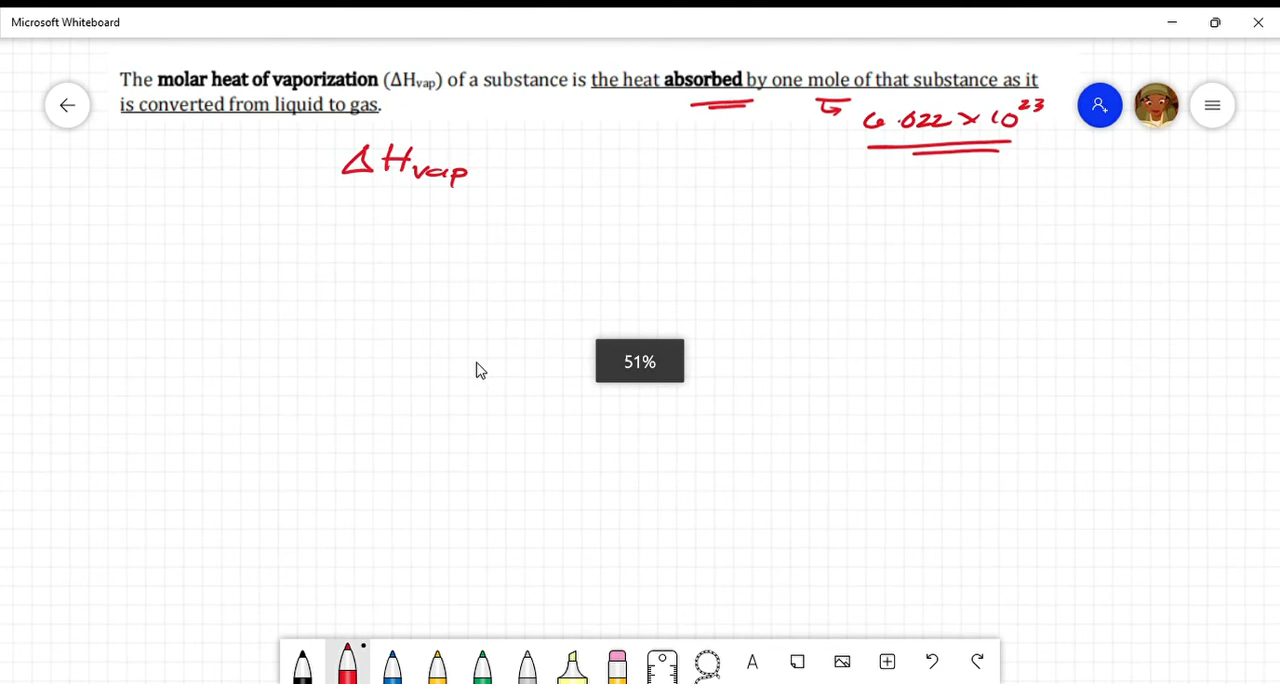 Microsoft Whiteboard
The molar heat of vaporization (ΔHvap) of a substance is the heat absorbed by one mole of that substance as it
is converted from liquid to gas.
6.022 × 10²³
ΔHvap
51%
A